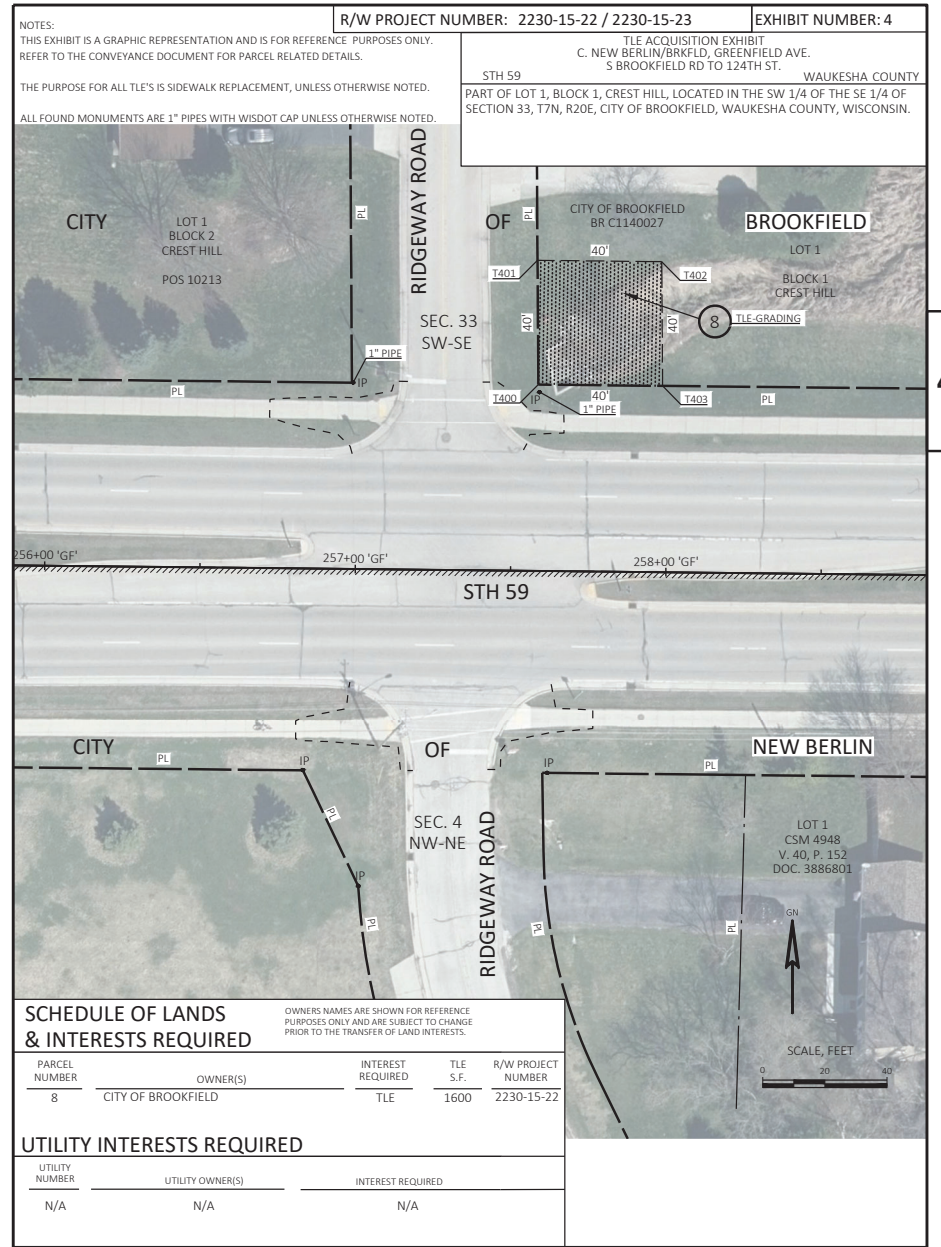 NOTES:
THIS EXHIBIT IS A GRAPHIC REPRESENTATION AND IS FOR REFERENCE PURPOSES ONLY.
REFER TO THE CONVEYANCE DOCUMENT FOR PARCEL RELATED DETAILS.
THE PURPOSE FOR ALL TLE'S IS SIDEWALK REPLACEMENT, UNLESS OTHERWISE NOTED.
ALL FOUND MONUMENTS ARE 1" PIPES WITH WISDOT CAP UNLESS OTHERWISE NOTED.
R/W PROJECT NUMBER: 2230-15-22 / 2230-15-23
EXHIBIT NUMBER: 4
TLE ACQUISITION EXHIBIT
C. NEW BERLIN/BRKFLD, GREENFIELD AVE.
S BROOKFIELD RD TO 124TH ST.
STH 59
WAUKESHA COUNTY
PART OF LOT 1, BLOCK 1, CREST HILL, LOCATED IN THE SW 1/4 OF THE SE 1/4 OF
SECTION 33, T7N, R20E, CITY OF BROOKFIELD, WAUKESHA COUNTY, WISCONSIN.
CITY
OF
BROOKFIELD
LOT 1
BLOCK 2
CREST HILL
POS 10213
PL
RIDGEWAY ROAD
PL
CITY OF BROOKFIELD
BR C1140027
LOT 1
BLOCK 1
CREST HILL
T401
40'
T402
40'
40'
8
TLE-GRADING
SEC. 33
SW-SE
1" PIPE
IP
PL
T400
IP
40'
1" PIPE
T403
PL
256+00 'GF'
257+00 'GF'
258+00 'GF'
STH 59
CITY
OF
NEW BERLIN
PL
IP
IP
PL
PL
IP
PL
SEC. 4
NW-NE
RIDGEWAY ROAD
PL
PL
LOT 1
CSM 4948
V. 40, P. 152
DOC. 3886801
GN
SCALE, FEET
0 20 40
SCHEDULE OF LANDS
& INTERESTS REQUIRED
OWNERS NAMES ARE SHOWN FOR REFERENCE
PURPOSES ONLY AND ARE SUBJECT TO CHANGE
PRIOR TO THE TRANSFER OF LAND INTERESTS.
PARCEL NUMBER
OWNER(S)
INTEREST REQUIRED
TLE S.F.
R/W PROJECT NUMBER
8 CITY OF BROOKFIELD TLE 1600 2230-15-22
UTILITY INTERESTS REQUIRED
UTILITY NUMBER
UTILITY OWNER(S)
INTEREST REQUIRED
N/A N/A N/A